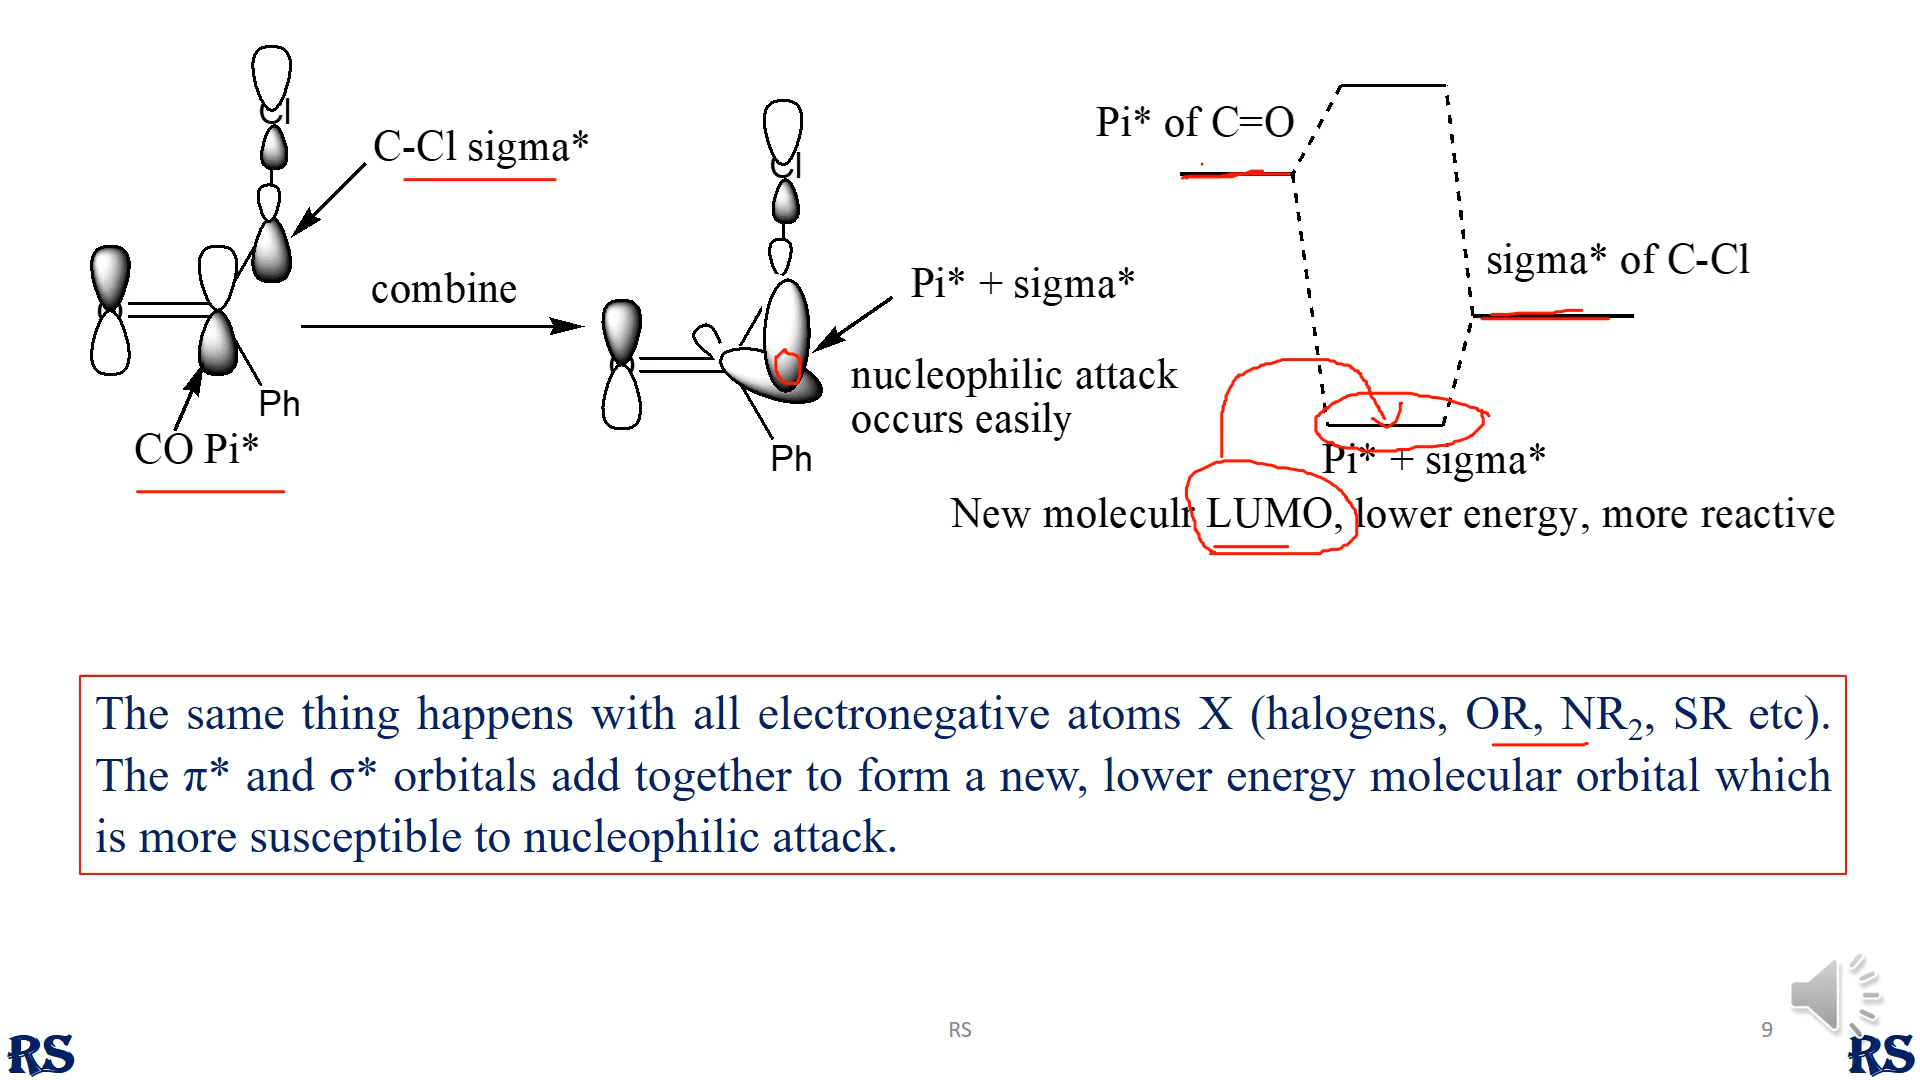 Cl
C-Cl sigma*
combine
Ph
CO Pi*
Cl
Pi* + sigma*
nucleophilic attack
occurs easily
Ph
Pi* of C=O
sigma* of C-Cl
Pi* + sigma*
New moleculr LUMO, lower energy, more reactive
The same thing happens with all electronegative atoms X (halogens, OR, NR₂, SR etc).
The π* and σ* orbitals add together to form a new, lower energy molecular orbital which
is more susceptible to nucleophilic attack.
RS
RS
9
RS